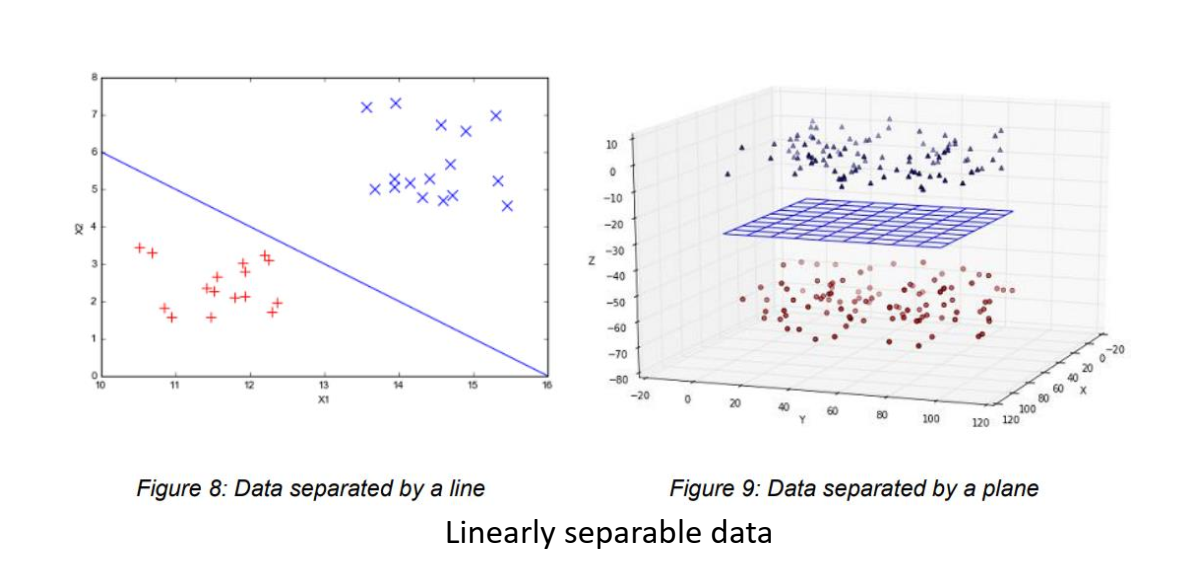 8
7
6
5
4
3
2
1
0
X2
10 11 12 13 14 15 16
X1
10
0
−10
−20
−30
−40
−50
−60
−70
−80
Z
−20 0 20 40 60 80 100 120
Y
120 100 80 60 40 20 0 −20
X
Figure 8: Data separated by a line
Figure 9: Data separated by a plane
Linearly separable data